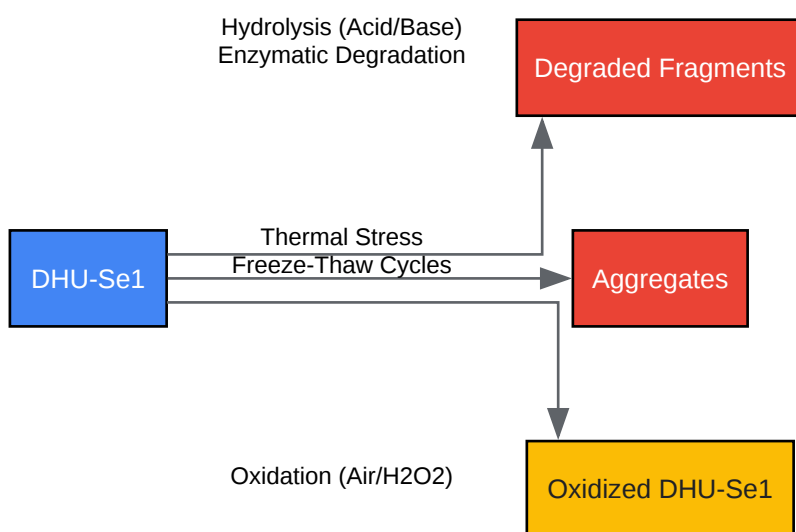 Hydrolysis (Acid/Base)
Enzymatic Degradation
Degraded Fragments
DHU-Se1
Thermal Stress
Freeze-Thaw Cycles
Aggregates
Oxidation (Air/H2O2)
Oxidized DHU-Se1